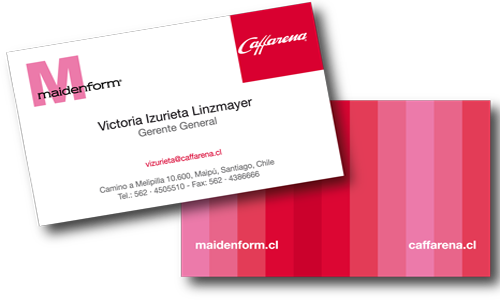 M
maidenform®
Caffarena
Victoria Izurieta Linzmayer
Gerente General
vizurieta@caffarena.cl
Camino a Melipilla 10.600, Maipú, Santiago, Chile
Tel.: 562 - 4505510 - Fax: 562 - 4386666
maidenform.cl
caffarena.cl